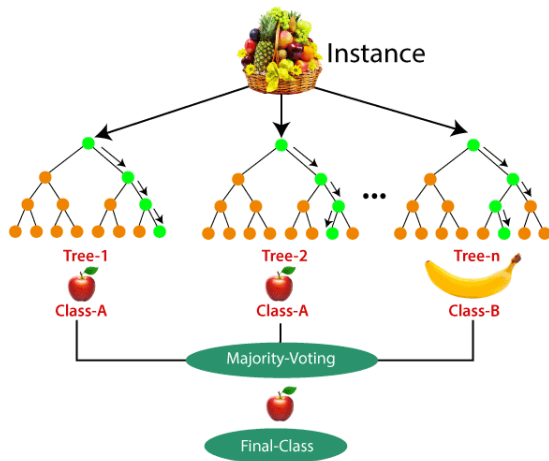 Instance
Tree-1
Tree-2
Tree-n
Class-A
Class-A
Class-B
Majority-Voting
Final-Class